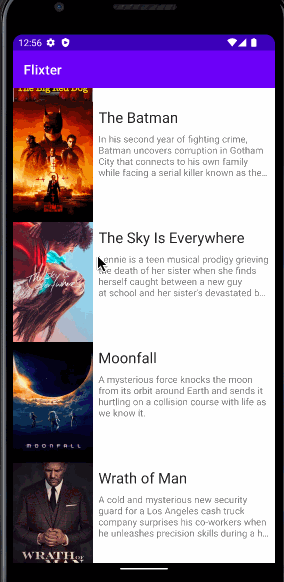 12:56
Flixter
The Big Red Dog
The Batman
In his second year of fighting crime,
Batman uncovers corruption in Gotham
City that connects to his own family
while facing a serial killer known as the...
The Sky Is Everywhere
Lennie is a teen musical prodigy grieving
the death of her sister when she finds
herself caught between a new guy
at school and her sister's devastated b...
Moonfall
A mysterious force knocks the moon
from its orbit around Earth and sends it
hurtling on a collision course with life as
we know it.
MOONFALL
Wrath of Man
A cold and mysterious new security
guard for a Los Angeles cash truck
company surprises his co-workers when
he unleashes precision skills during a h...
WRATH OF
MAN